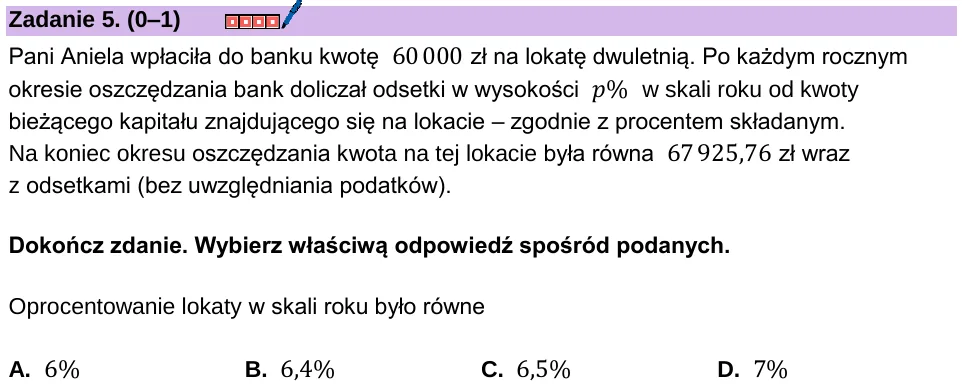 Zadanie 5. (0–1)
Pani Aniela wpłaciła do banku kwotę 60 000 zł na lokatę dwuletnią. Po każdym rocznym
okresie oszczędzania bank doliczał odsetki w wysokości p% w skali roku od kwoty
bieżącego kapitału znajdującego się na lokacie – zgodnie z procentem składanym.
Na koniec okresu oszczędzania kwota na tej lokacie była równa 67 925,76 zł wraz
z odsetkami (bez uwzględniania podatków).
Dokończ zdanie. Wybierz właściwą odpowiedź spośród podanych.
Oprocentowanie lokaty w skali roku było równe
A. 6% B. 6,4% C. 6,5% D. 7%